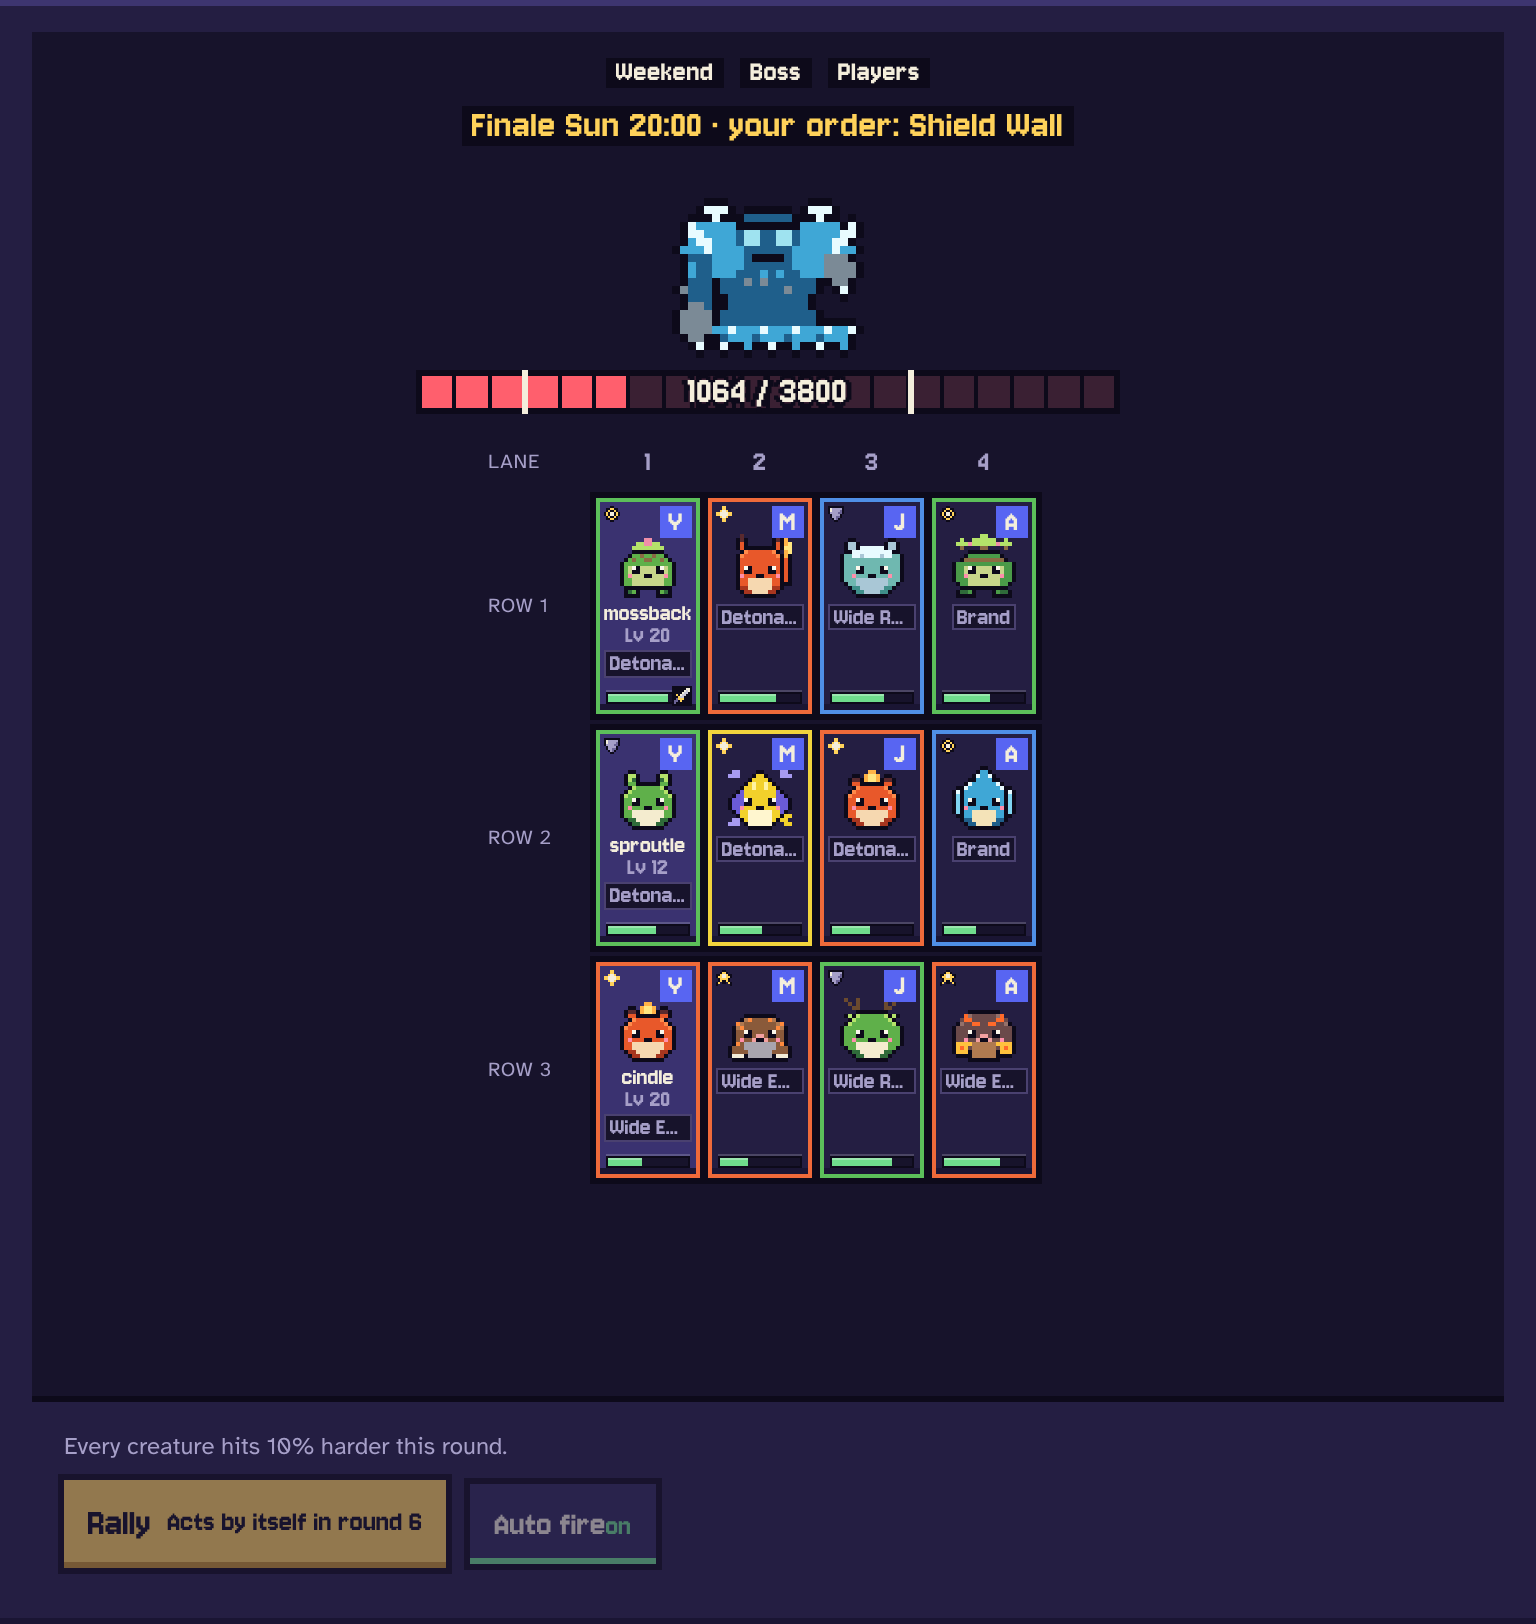 Weekend Boss Players
Finale Sun 20:00 · your order: Shield Wall
1064 / 3800
LANE 1 2 3 4
Y M J A
ROW 1
mossback
Lv 20
Detona... Detona... Wide R... Brand
Y M J A
ROW 2
sproutle
Lv 12
Detona... Detona... Detona... Brand
Y M J A
ROW 3
cindle
Lv 20
Wide E... Wide E... Wide R... Wide E...
Every creature hits 10% harder this round.
Rally Acts by itself in round 6
Auto fire on